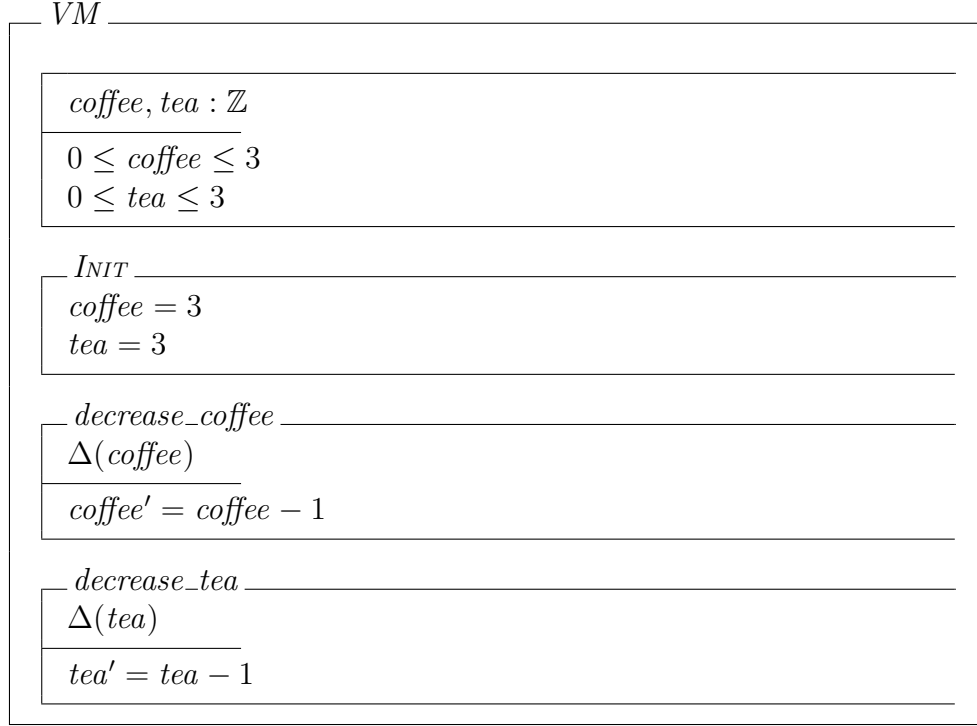 VM
coffee, tea : ℤ
0 ≤ coffee ≤ 3
0 ≤ tea ≤ 3
INIT
coffee = 3
tea = 3
decrease_coffee
Δ(coffee)
coffee′ = coffee − 1
decrease_tea
Δ(tea)
tea′ = tea − 1